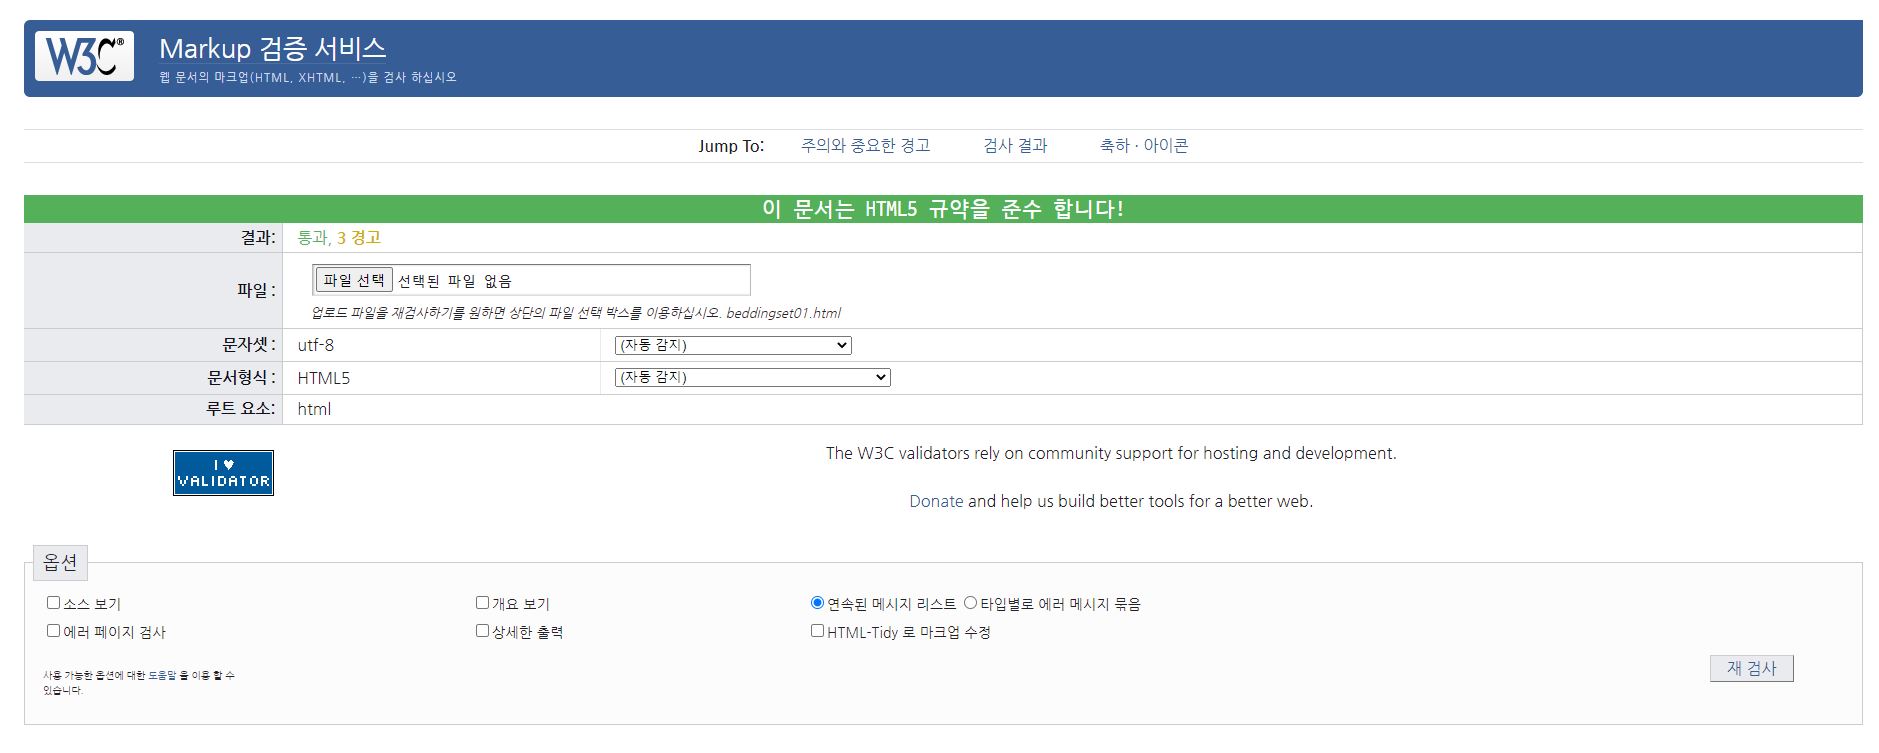 W3C® Markup 검증 서비스
웹 문서의 마크업(HTML, XHTML, …)을 검사 하십시오
Jump To: 주의와 중요한 경고 검사 결과 축하 · 아이콘
이 문서는 HTML5 규약을 준수 합니다!
결과: 통과, 3 경고
파일 : 파일 선택 선택된 파일 없음
업로드 파일을 재검사하기를 원하면 상단의 파일 선택 박스를 이용하십시오. beddingset01.html
문자셋 : utf-8 (자동 감지)
문서형식 : HTML5 (자동 감지)
루트 요소: html
I ♥
VALIDATOR
The W3C validators rely on community support for hosting and development.
Donate and help us build better tools for a better web.
옵션
소스 보기 개요 보기 연속된 메시지 리스트 타입별로 에러 메시지 묶음
에러 페이지 검사 상세한 출력 HTML-Tidy 로 마크업 수정
사용 가능한 옵션에 대한 도움말 을 이용 할 수
있습니다.
재 검사